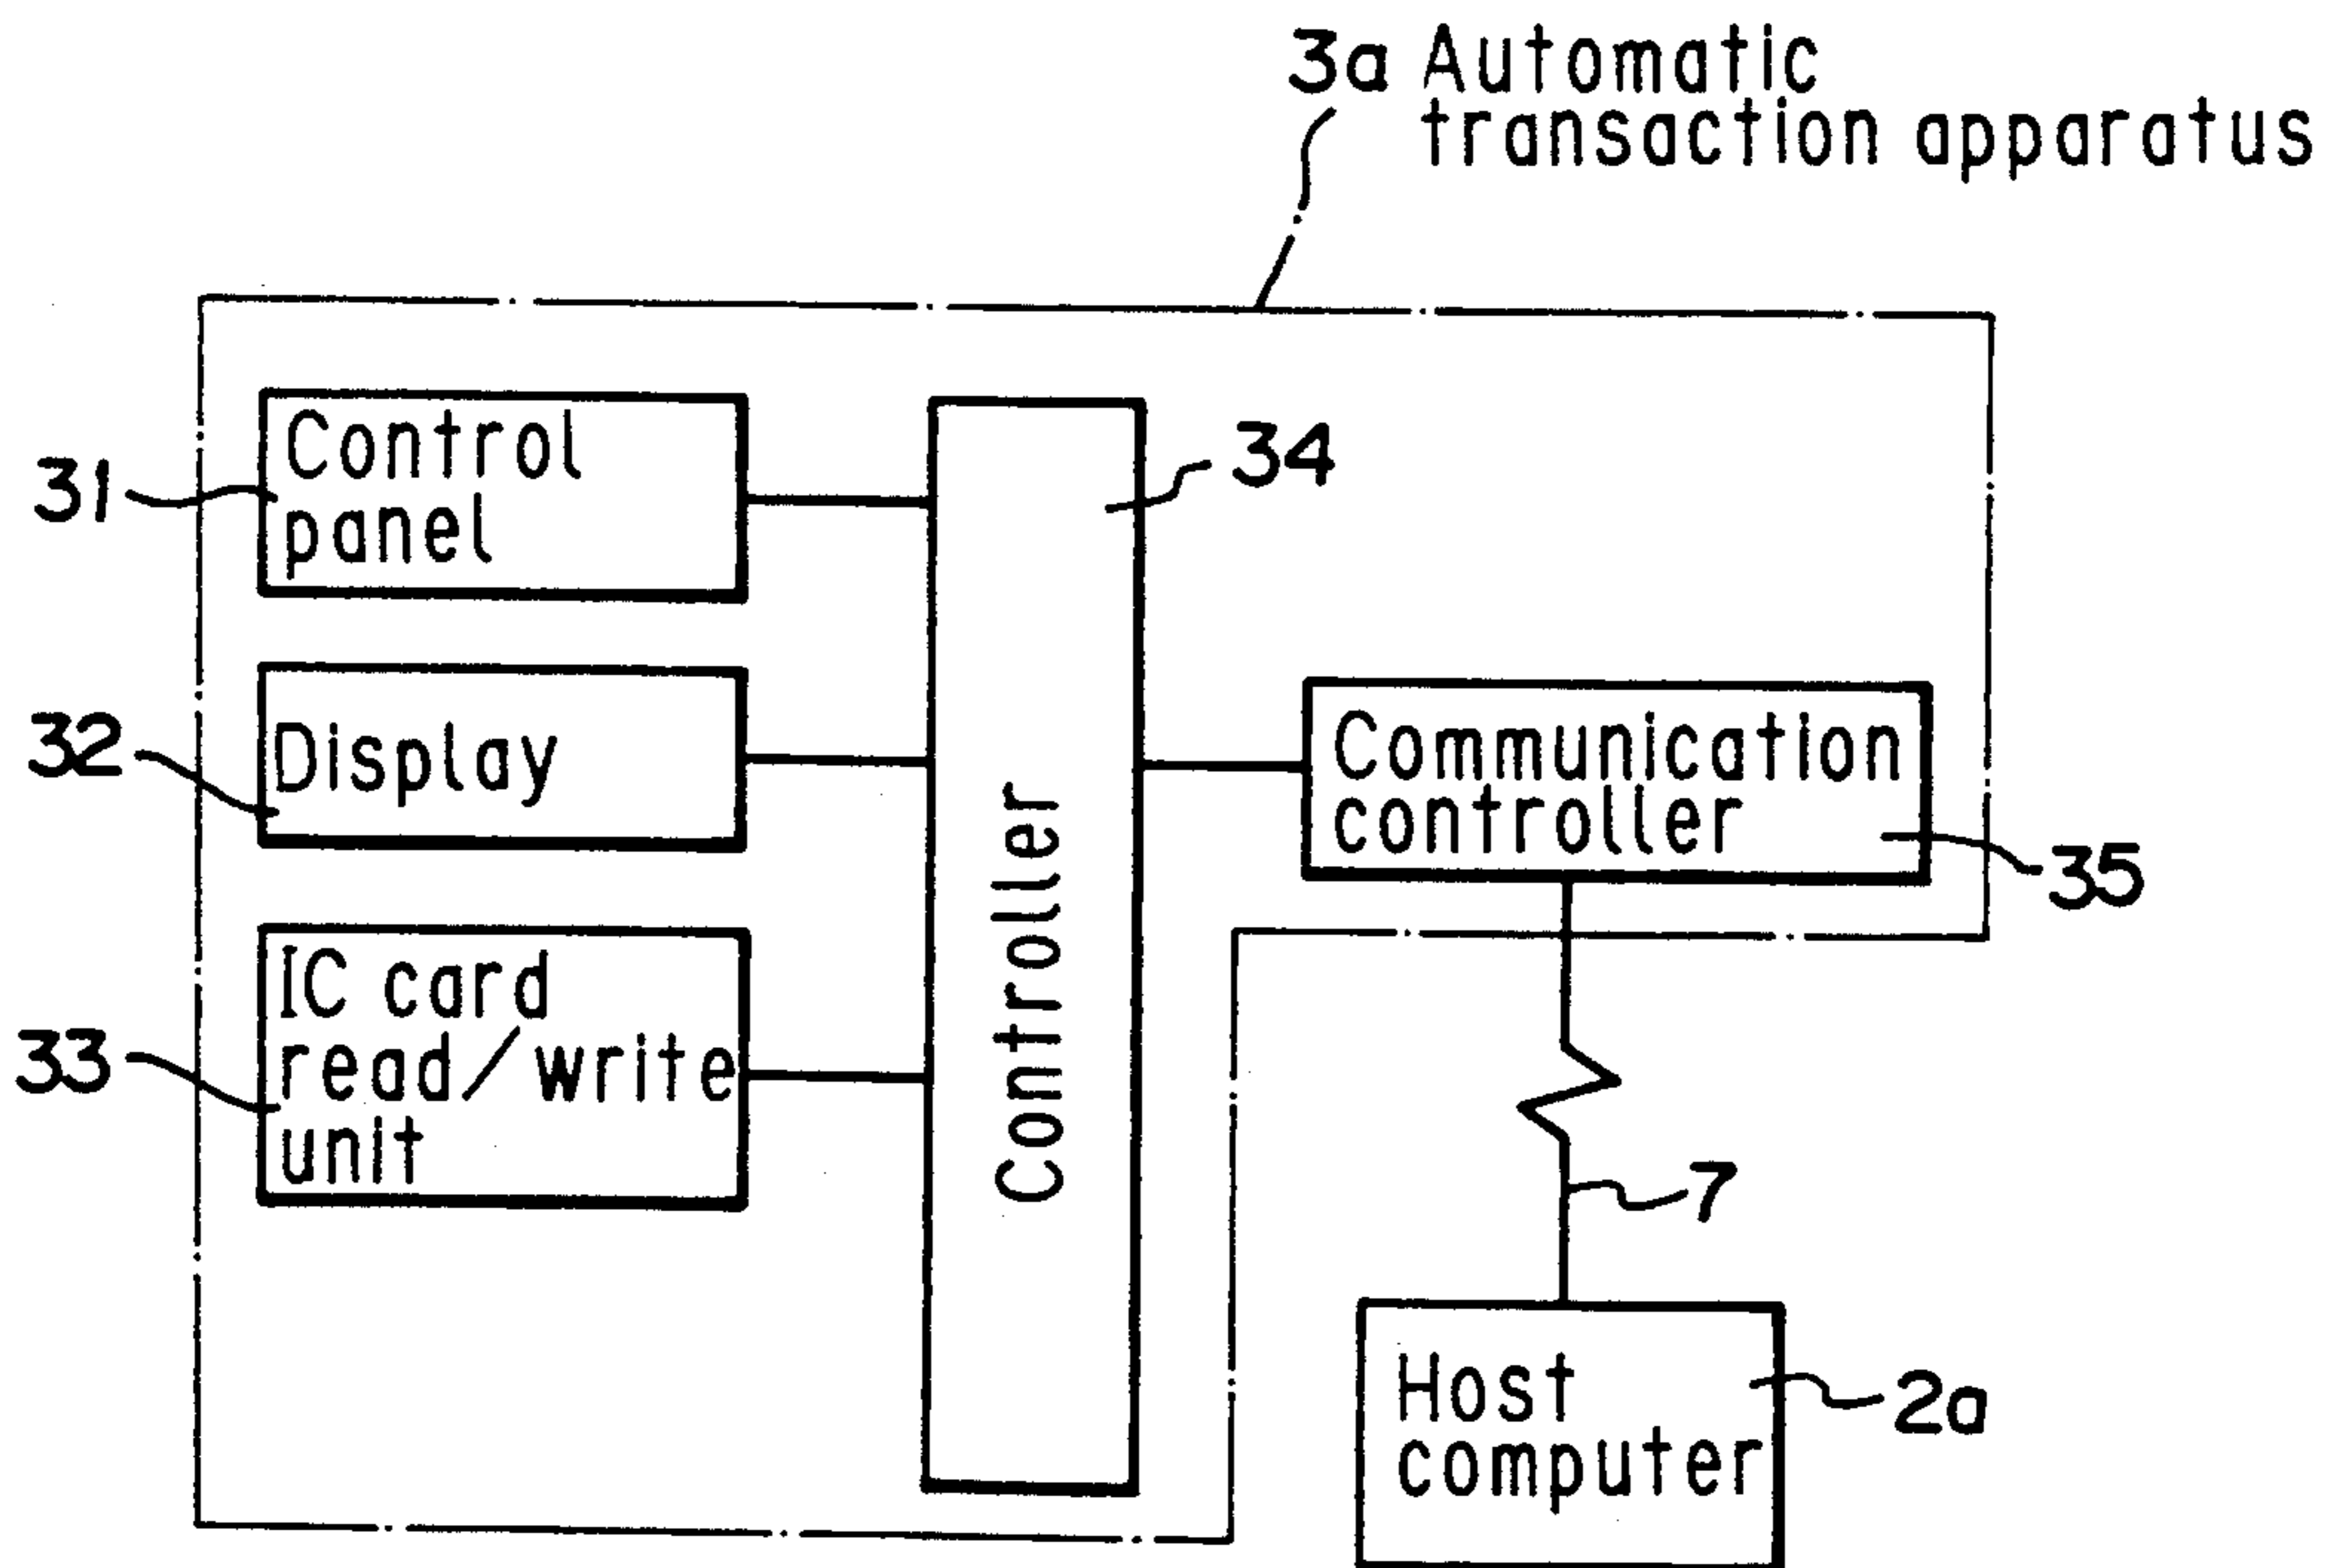 3a Automatic
transaction apparatus
31
Control
panel
34
32
Display
Controller
Communication
controller
35
33
IC card
read/write
unit
7
Host
computer
2a